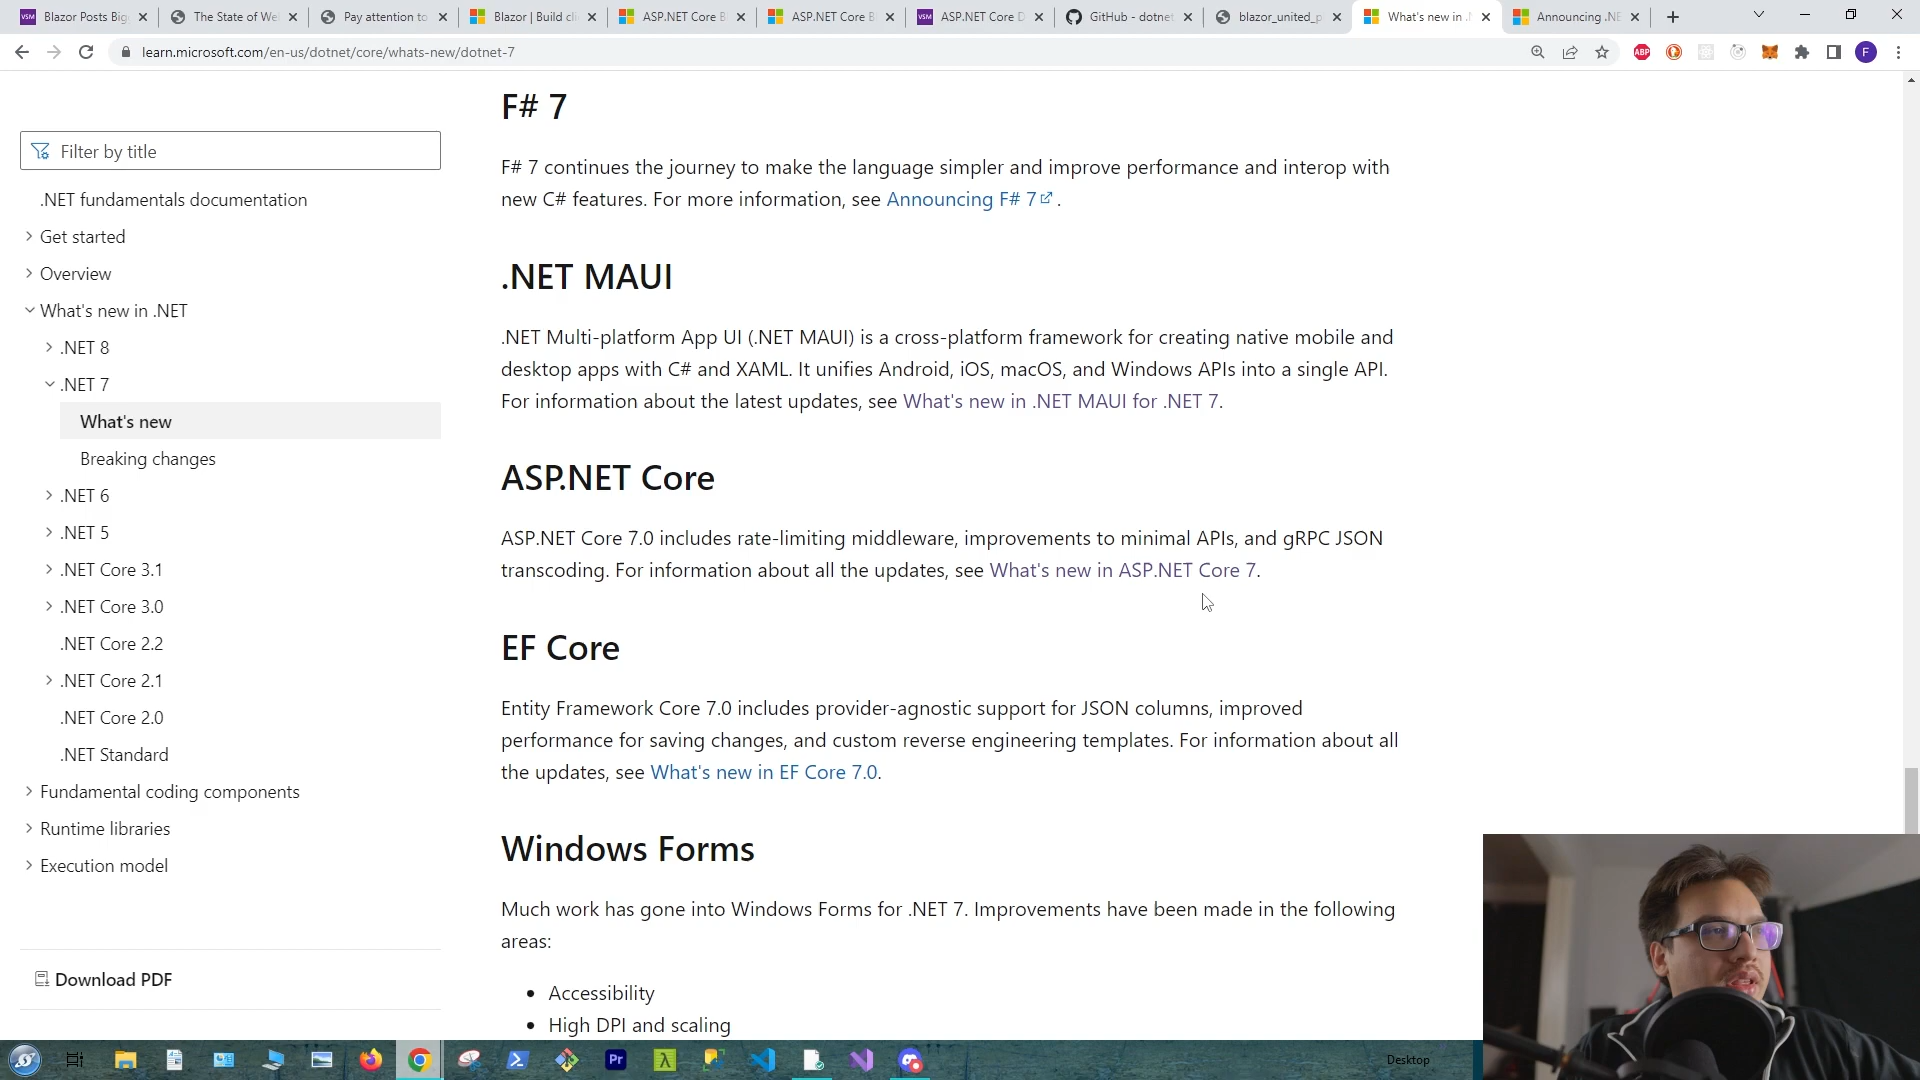 Blazor Posts Big
The State of We
Pay attention to
Blazor | Build cli
ASP.NET Core B
ASP.NET Core B
ASP.NET Core D
GitHub - dotnet
blazor_united_p
What's new in .
Announcing .NE
learn.microsoft.com/en-us/dotnet/core/whats-new/dotnet-7
ABP
F
Filter by title
.NET fundamentals documentation
Get started
Overview
What's new in .NET
.NET 8
.NET 7
What's new
Breaking changes
.NET 6
.NET 5
.NET Core 3.1
.NET Core 3.0
.NET Core 2.2
.NET Core 2.1
.NET Core 2.0
.NET Standard
Fundamental coding components
Runtime libraries
Execution model
Download PDF
F# 7
F# 7 continues the journey to make the language simpler and improve performance and interop with
new C# features. For more information, see Announcing F# 7 .
.NET MAUI
.NET Multi-platform App UI (.NET MAUI) is a cross-platform framework for creating native mobile and
desktop apps with C# and XAML. It unifies Android, iOS, macOS, and Windows APIs into a single API.
For information about the latest updates, see What's new in .NET MAUI for .NET 7.
ASP.NET Core
ASP.NET Core 7.0 includes rate-limiting middleware, improvements to minimal APIs, and gRPC JSON
transcoding. For information about all the updates, see What's new in ASP.NET Core 7.
EF Core
Entity Framework Core 7.0 includes provider-agnostic support for JSON columns, improved
performance for saving changes, and custom reverse engineering templates. For information about all
the updates, see What's new in EF Core 7.0.
Windows Forms
Much work has gone into Windows Forms for .NET 7. Improvements have been made in the following
areas:
• Accessibility
• High DPI and scaling
Pr
λ
Desktop